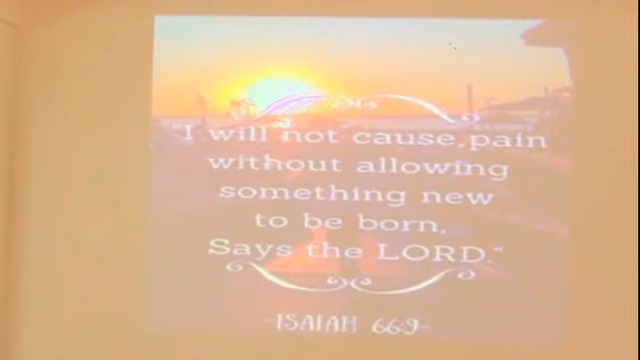 "I will not cause pain
without allowing
something new
to be born,
Says the LORD."
-ISAIAH 66:9-